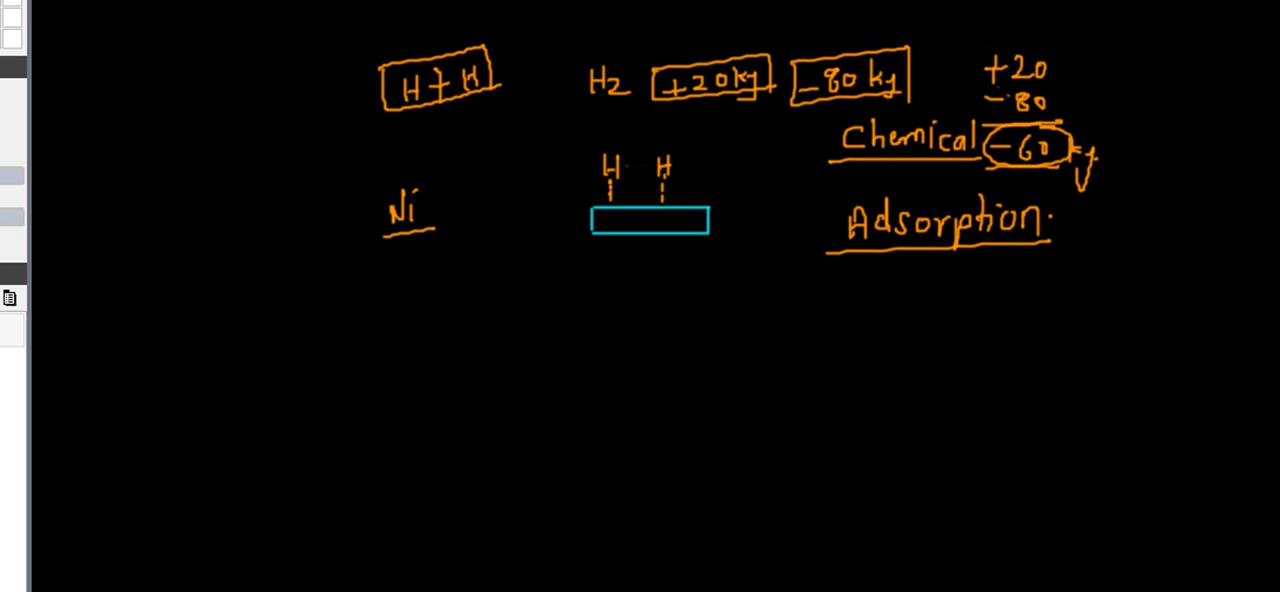 H H H2 +20 kj -80 kj +20
-80
Chemical -60 kj
H H
Ni Adsorption.